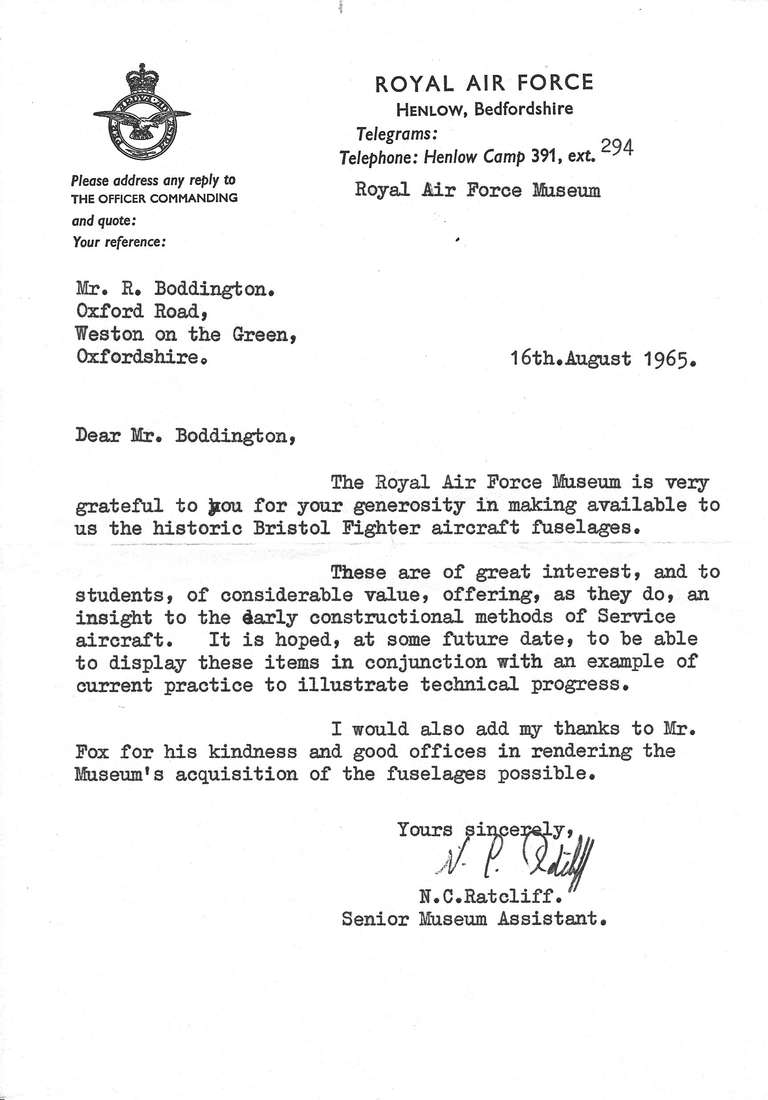 ROYAL AIR FORCE
HENLOW, Bedfordshire
Telegrams:
Telephone: Henlow Camp 391, ext. 294
Royal Air Force Museum
PER ARDUA AD ASTRA
Please address any reply to
THE OFFICER COMMANDING
and quote:
Your reference:
Mr. R. Boddington.
Oxford Road,
Weston on the Green,
Oxfordshire.
16th.August 1965.
Dear Mr. Boddington,
The Royal Air Force Museum is very
grateful to you for your generosity in making available to
us the historic Bristol Fighter aircraft fuselages.
These are of great interest, and to
students, of considerable value, offering, as they do, an
insight to the early constructional methods of Service
aircraft. It is hoped, at some future date, to be able
to display these items in conjunction with an example of
current practice to illustrate technical progress.
I would also add my thanks to Mr.
Fox for his kindness and good offices in rendering the
Museum's acquisition of the fuselages possible.
Yours sincerely,
N. C. Ratcliff
N.C.Ratcliff.
Senior Museum Assistant.